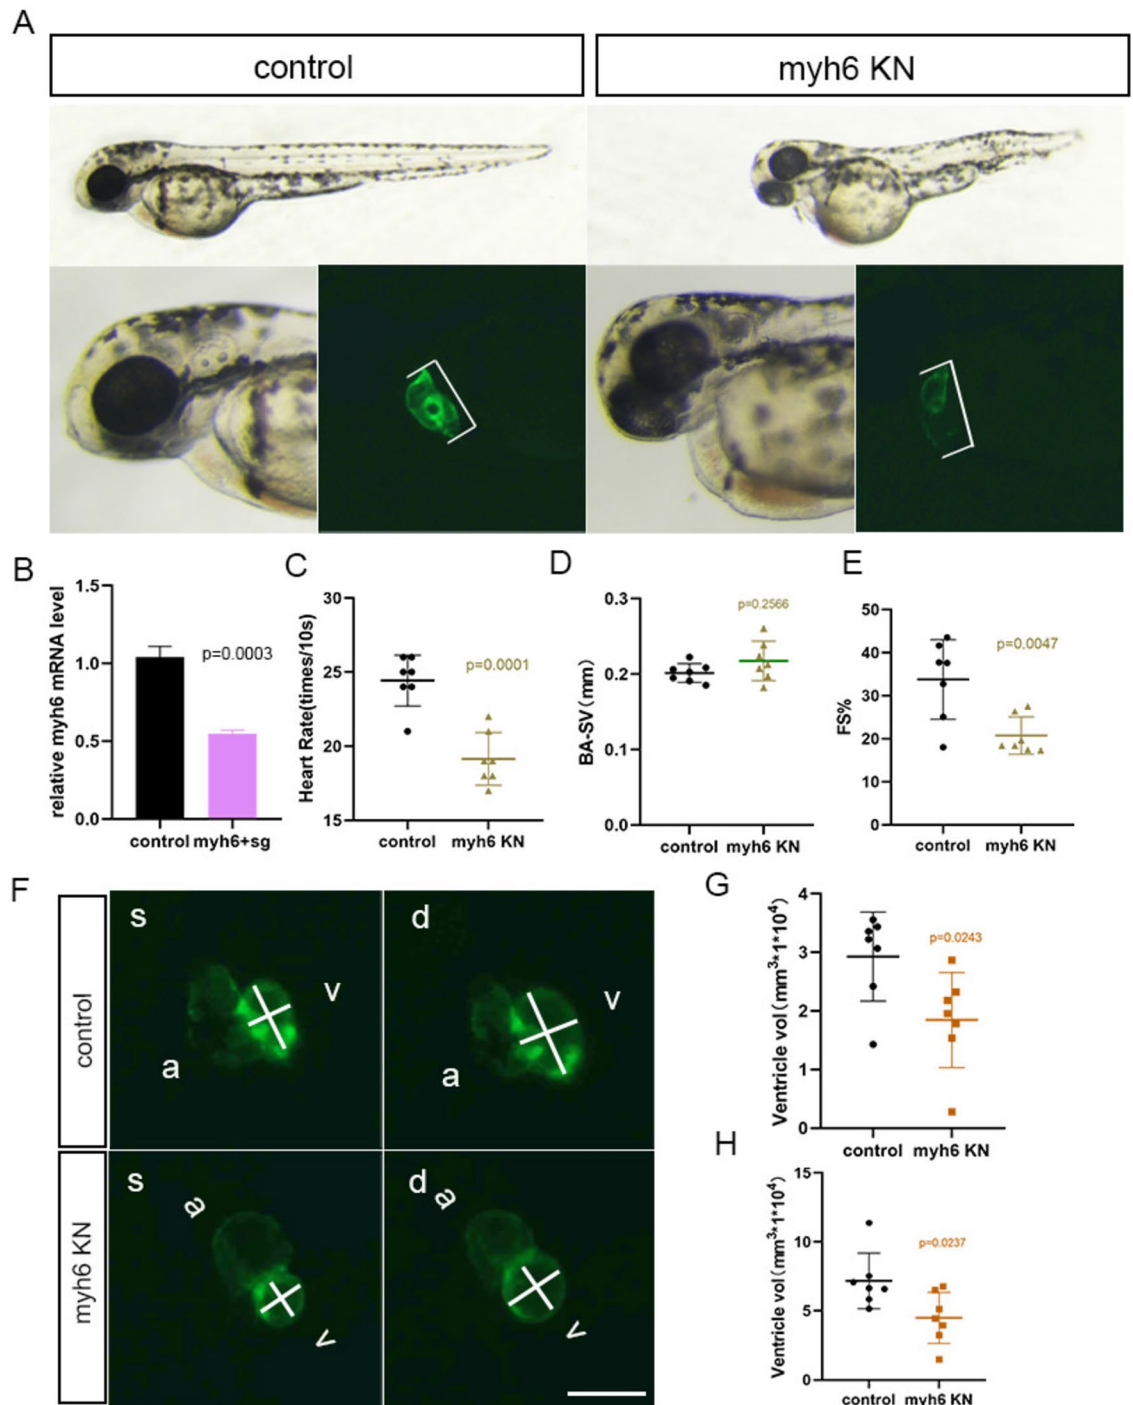 A
control
myh6 KN
B
relative myh6 mRNA level
1.5
1.0
0.5
0.0
p=0.0003
control myh6+sg
C
Heart Rate(times/10s)
30
25
20
15
p=0.0001
control myh6 KN
D
BA-SV(mm)
0.3
0.2
0.1
0.0
p=0.2566
control myh6 KN
E
FS%
50
40
30
20
10
0
p=0.0047
control myh6 KN
F
control
s
v
a
d
v
a
myh6 KN
s
a
v
d
a
v
G
Ventricle vol(mm³*1*10⁴)
4
3
2
1
0
p=0.0243
control myh6 KN
H
Ventricle vol(mm³*1*10⁴)
15
10
5
0
p=0.0237
control myh6 KN